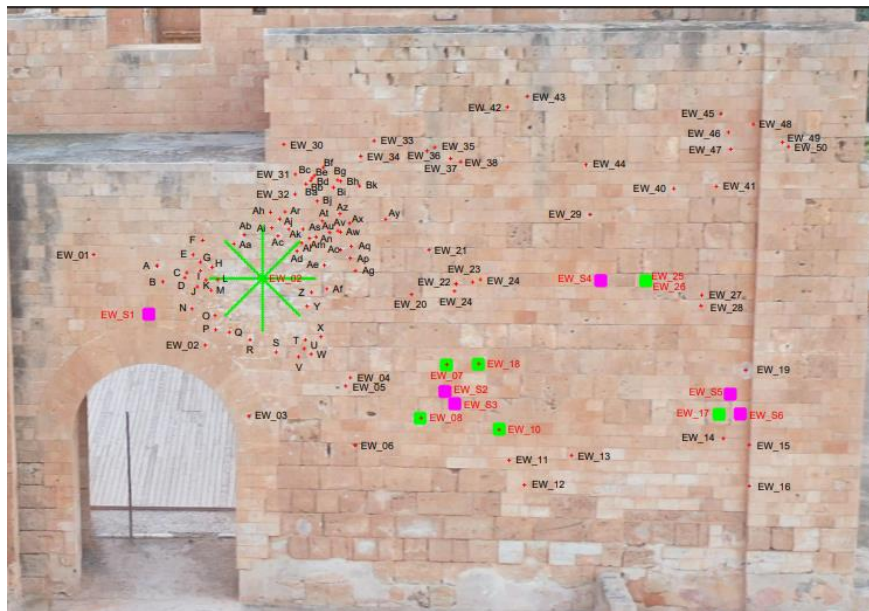 EW_43
EW_42
EW_45
EW_48
EW_46
EW_49
EW_50
EW_47
EW_30
EW_33
EW_35
EW_36
EW_34
EW_38
EW_37
EW_44
Bf
Bc
Be
Bg
EW_31
Bd
Bh
Bk
Bb
Bi
EW_32
Ba
Bj
EW_40
EW_41
Ah
Ar
At
Az
Ay
EW_29
Aj
Av
Ax
Ab
Ai
Ak
As
Au
Aw
F
Aa
Ac
Am
An
Ao
Aq
EW_01
E
G
Ad
Al
Ap
EW_21
A
H
Ae
Ag
C
I
B
D
K
L
EW_02
J
M
Z
Af
EW_22
EW_23
EW_24
EW_24
EW_20
EW_S4
EW_25
EW_26
EW_27
EW_28
N
O
Y
EW_S1
P
Q
EW_02
R
S
T
U
X
V
W
EW_18
EW_07
EW_19
EW_04
EW_05
EW_S2
EW_S3
EW_S5
EW_03
EW_08
EW_10
EW_17
EW_S6
EW_14
EW_06
EW_15
EW_11
EW_13
EW_12
EW_16